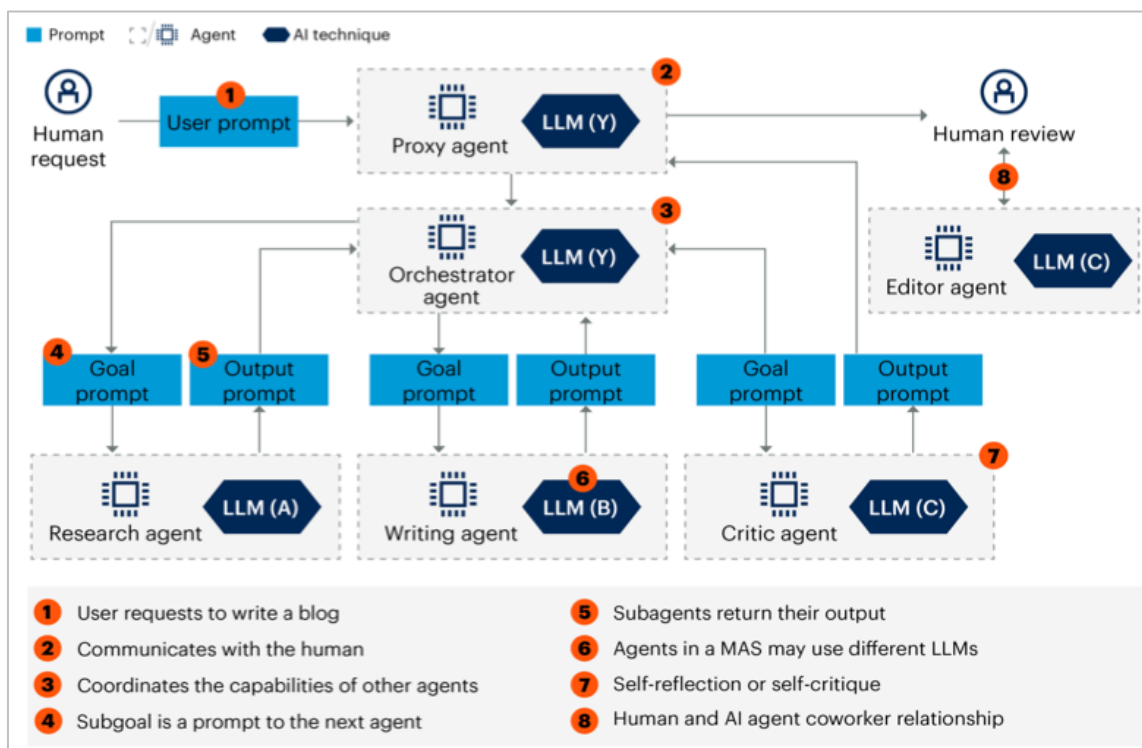 Prompt
/
Agent
AI technique
1
2
Human
request
User prompt
Proxy agent
LLM (Y)
Human review
8
3
Orchestrator
agent
LLM (Y)
Editor agent
LLM (C)
4
Goal
prompt
5
Output
prompt
Goal
prompt
Output
prompt
Goal
prompt
Output
prompt
7
Research agent
LLM (A)
Writing agent
6
LLM (B)
Critic agent
LLM (C)
1 User requests to write a blog
2 Communicates with the human
3 Coordinates the capabilities of other agents
4 Subgoal is a prompt to the next agent
5 Subagents return their output
6 Agents in a MAS may use different LLMs
7 Self-reflection or self-critique
8 Human and AI agent coworker relationship